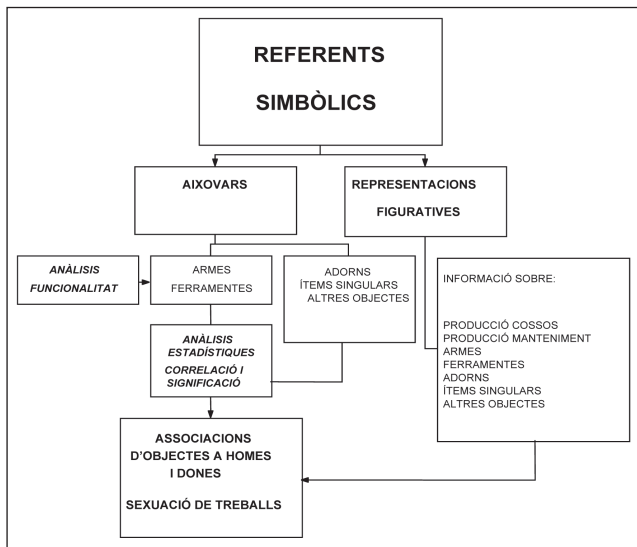 REFERENTS
SIMBÒLICS
AIXOVARS
REPRESENTACIONS
FIGURATIVES
ANÀLISIS
FUNCIONALITAT
ARMES
FERRAMENTES
ADORNS
ÍTEMS SINGULARS
ALTRES OBJECTES
INFORMACIÓ SOBRE:
PRODUCCIÓ COSSOS
PRODUCCIÓ MANTENIMENT
ARMES
FERRAMENTES
ADORNS
ÍTEMS SINGULARS
ALTRES OBJECTES
ANÀLISIS
ESTADÍSTIQUES
CORRELACIÓ I
SIGNIFICACIÓ
ASSOCIACIONS
D'OBJECTES A HOMES
I DONES
SEXUACIÓ DE TREBALLS